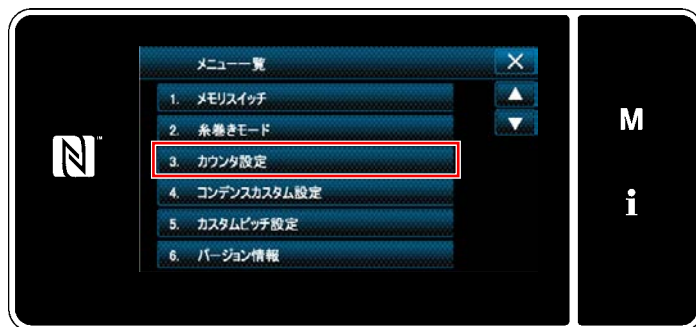 メニュー一覧
1. メモリスイッチ
2. 糸巻きモード
3. カウンタ設定
4. コンデンスカスタム設定
5. カスタムピッチ設定
6. バージョン情報
M
i